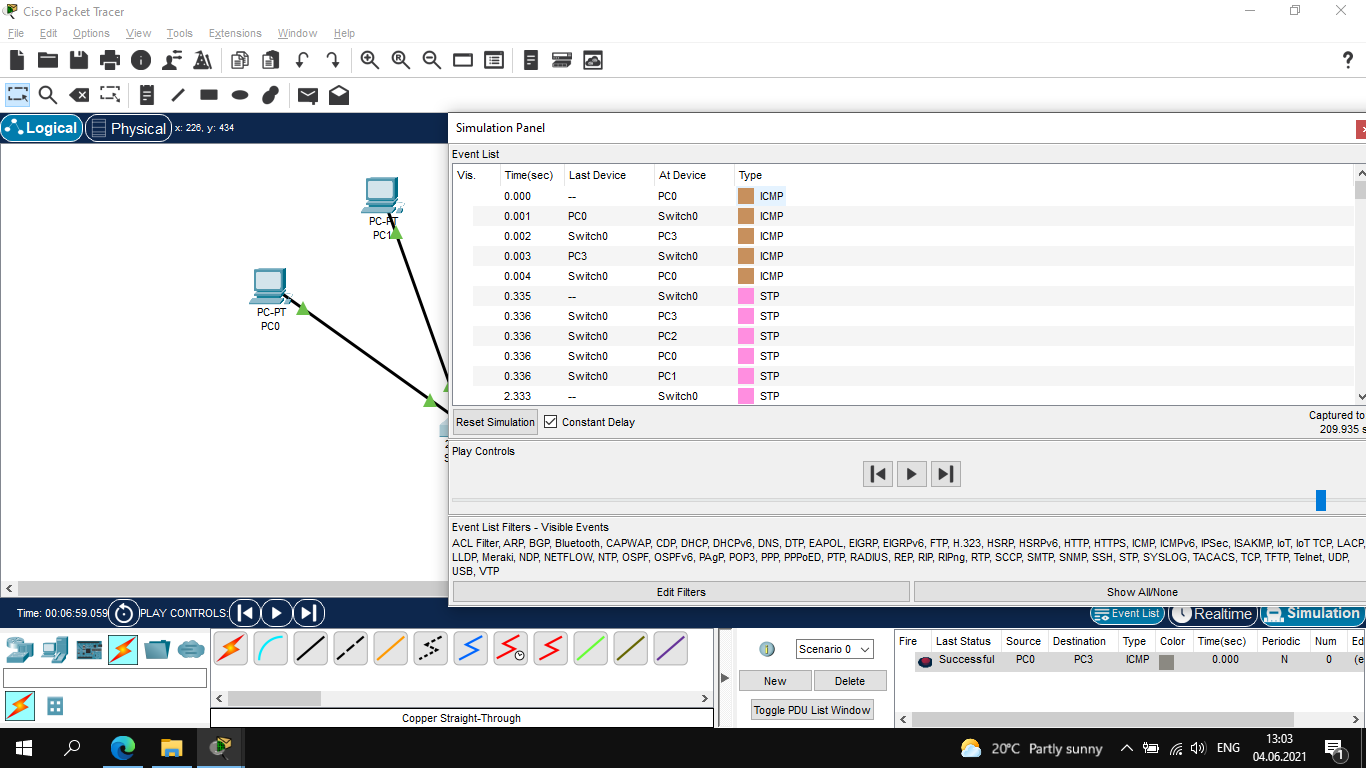 Cisco Packet Tracer
File Edit Options View Tools Extensions Window Help
Logical Physical x: 226, y: 434
PC-PT
PC1
PC-PT
PC0
Simulation Panel
Event List
Vis. Time(sec) Last Device At Device Type
0.000 -- PC0 ICMP
0.001 PC0 Switch0 ICMP
0.002 Switch0 PC3 ICMP
0.003 PC3 Switch0 ICMP
0.004 Switch0 PC0 ICMP
0.335 -- Switch0 STP
0.336 Switch0 PC3 STP
0.336 Switch0 PC2 STP
0.336 Switch0 PC0 STP
0.336 Switch0 PC1 STP
2.333 -- Switch0 STP
Reset Simulation Constant Delay Captured to
209.935 s
Play Controls
Event List Filters - Visible Events
ACL Filter, ARP, BGP, Bluetooth, CAPWAP, CDP, DHCP, DHCPv6, DNS, DTP, EAPOL, EIGRP, EIGRPv6, FTP, H.323, HSRP, HSRPv6, HTTP, HTTPS, ICMP, ICMPv6, IPSec, ISAKMP, IoT, IoT TCP, LACP,
LLDP, Meraki, NDP, NETFLOW, NTP, OSPF, OSPFv6, PAgP, POP3, PPP, PPPoED, PTP, RADIUS, REP, RIP, RIPng, RTP, SCCP, SMTP, SNMP, SSH, STP, SYSLOG, TACACS, TCP, TFTP, Telnet, UDP,
USB, VTP
Edit Filters Show All/None
Time: 00:06:59.059 PLAY CONTROLS: Event List Realtime Simulation
Scenario 0
New Delete
Toggle PDU List Window
Fire Last Status Source Destination Type Color Time(sec) Periodic Num Edi
Successful PC0 PC3 ICMP 0.000 N 0 (e
Copper Straight-Through
20°C Partly sunny ENG 13:03
04.06.2021
1